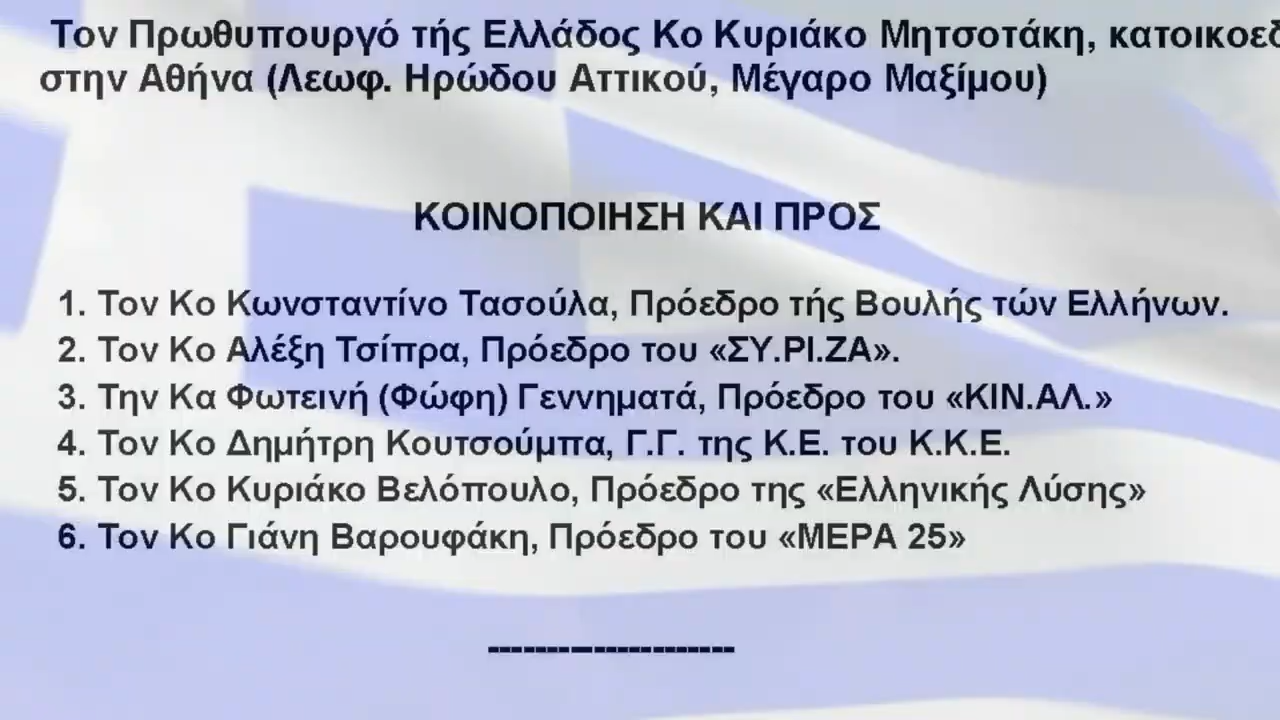 Τον Πρωθυπουργό τής Ελλάδος Κο Κυριάκο Μητσοτάκη,
στην Αθήνα (Λεωφ. Ηρώδου Αττικού, Μέγαρο Μαξίμου)
ΚΟΙΝΟΠΟΙΗΣΗ ΚΑΙ ΠΡΟΣ
1. Τον Κο Κωνσταντίνο Τασούλα, Πρόεδρο τής Βουλής τών Ελλήνων.
2. Τον Κο Αλέξη Τσίπρα, Πρόεδρο του «ΣΥ.ΡΙ.ΖΑ».
3. Την Κα Φωτεινή (Φώφη) Γεννηματά, Πρόεδρο του «ΚΙΝ.ΑΛ.»
4. Τον Κο Δημήτρη Κουτσούμπα, Γ.Γ. της Κ.Ε. του Κ.Κ.Ε.
5. Τον Κο Κυριάκο Βελόπουλο, Πρόεδρο της «Ελληνικής Λύσης»
6. Τον Κο Γιάνη Βαρουφάκη, Πρόεδρο του «ΜΕΡΑ 25»
---------------------